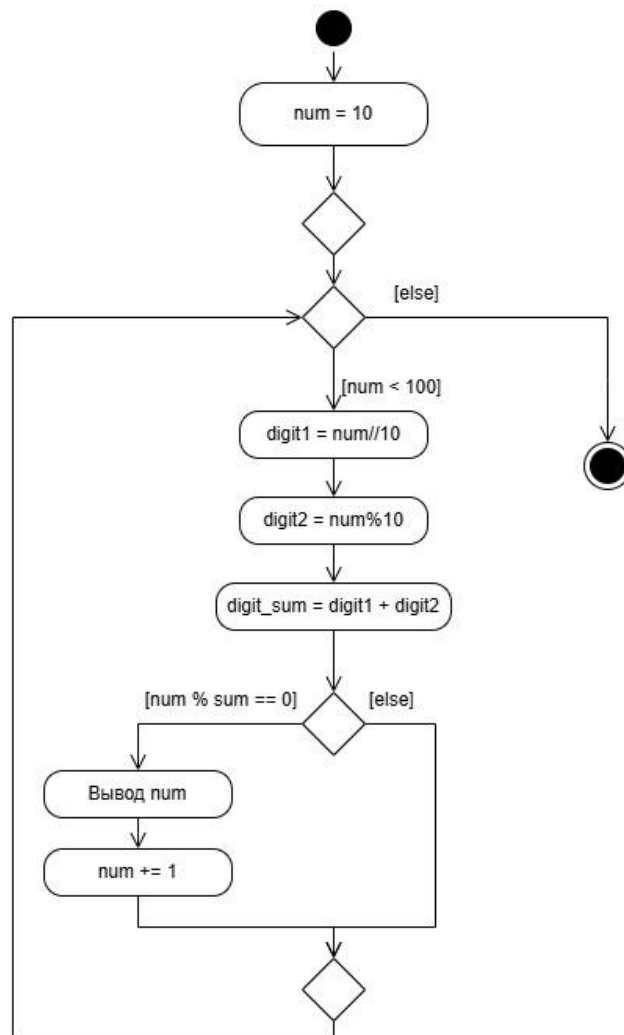 num = 10
[else]
[num < 100]
digit1 = num//10
digit2 = num%10
digit_sum = digit1 + digit2
[num % sum == 0]
[else]
Вывод num
num += 1